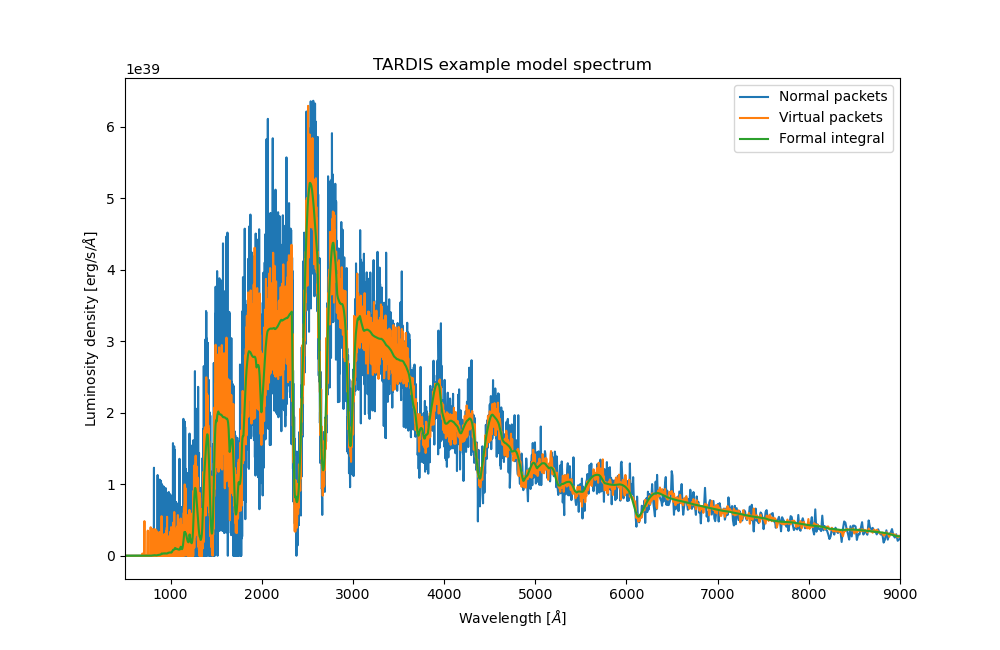 TARDIS example model spectrum
1e39
Normal packets
Virtual packets
Formal integral
6
5
4
3
2
1
0
Luminosity density [erg/s/Å]
1000 2000 3000 4000 5000 6000 7000 8000 9000
Wavelength [Å]